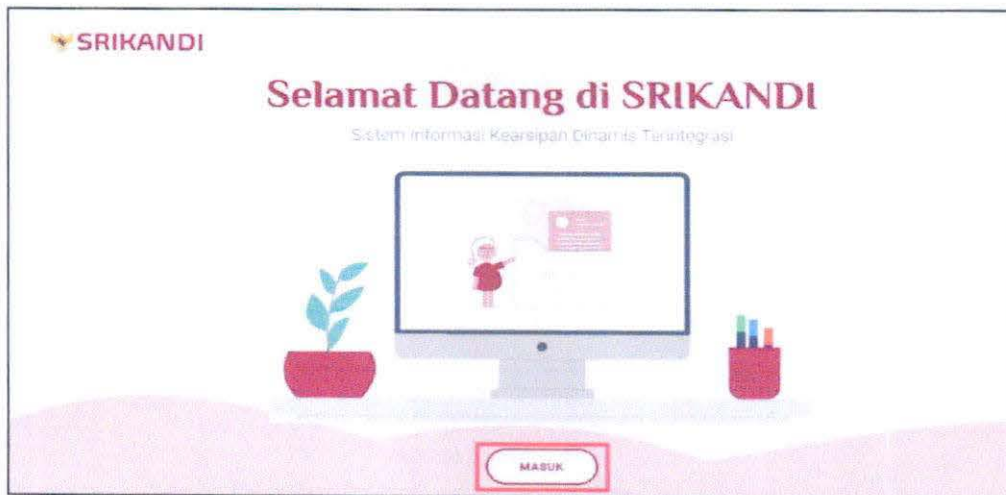 SRIKANDI
Selamat Datang di SRIKANDI
Sistem Informasi Kearsipan Dinamis Terintegrasi
MASUK